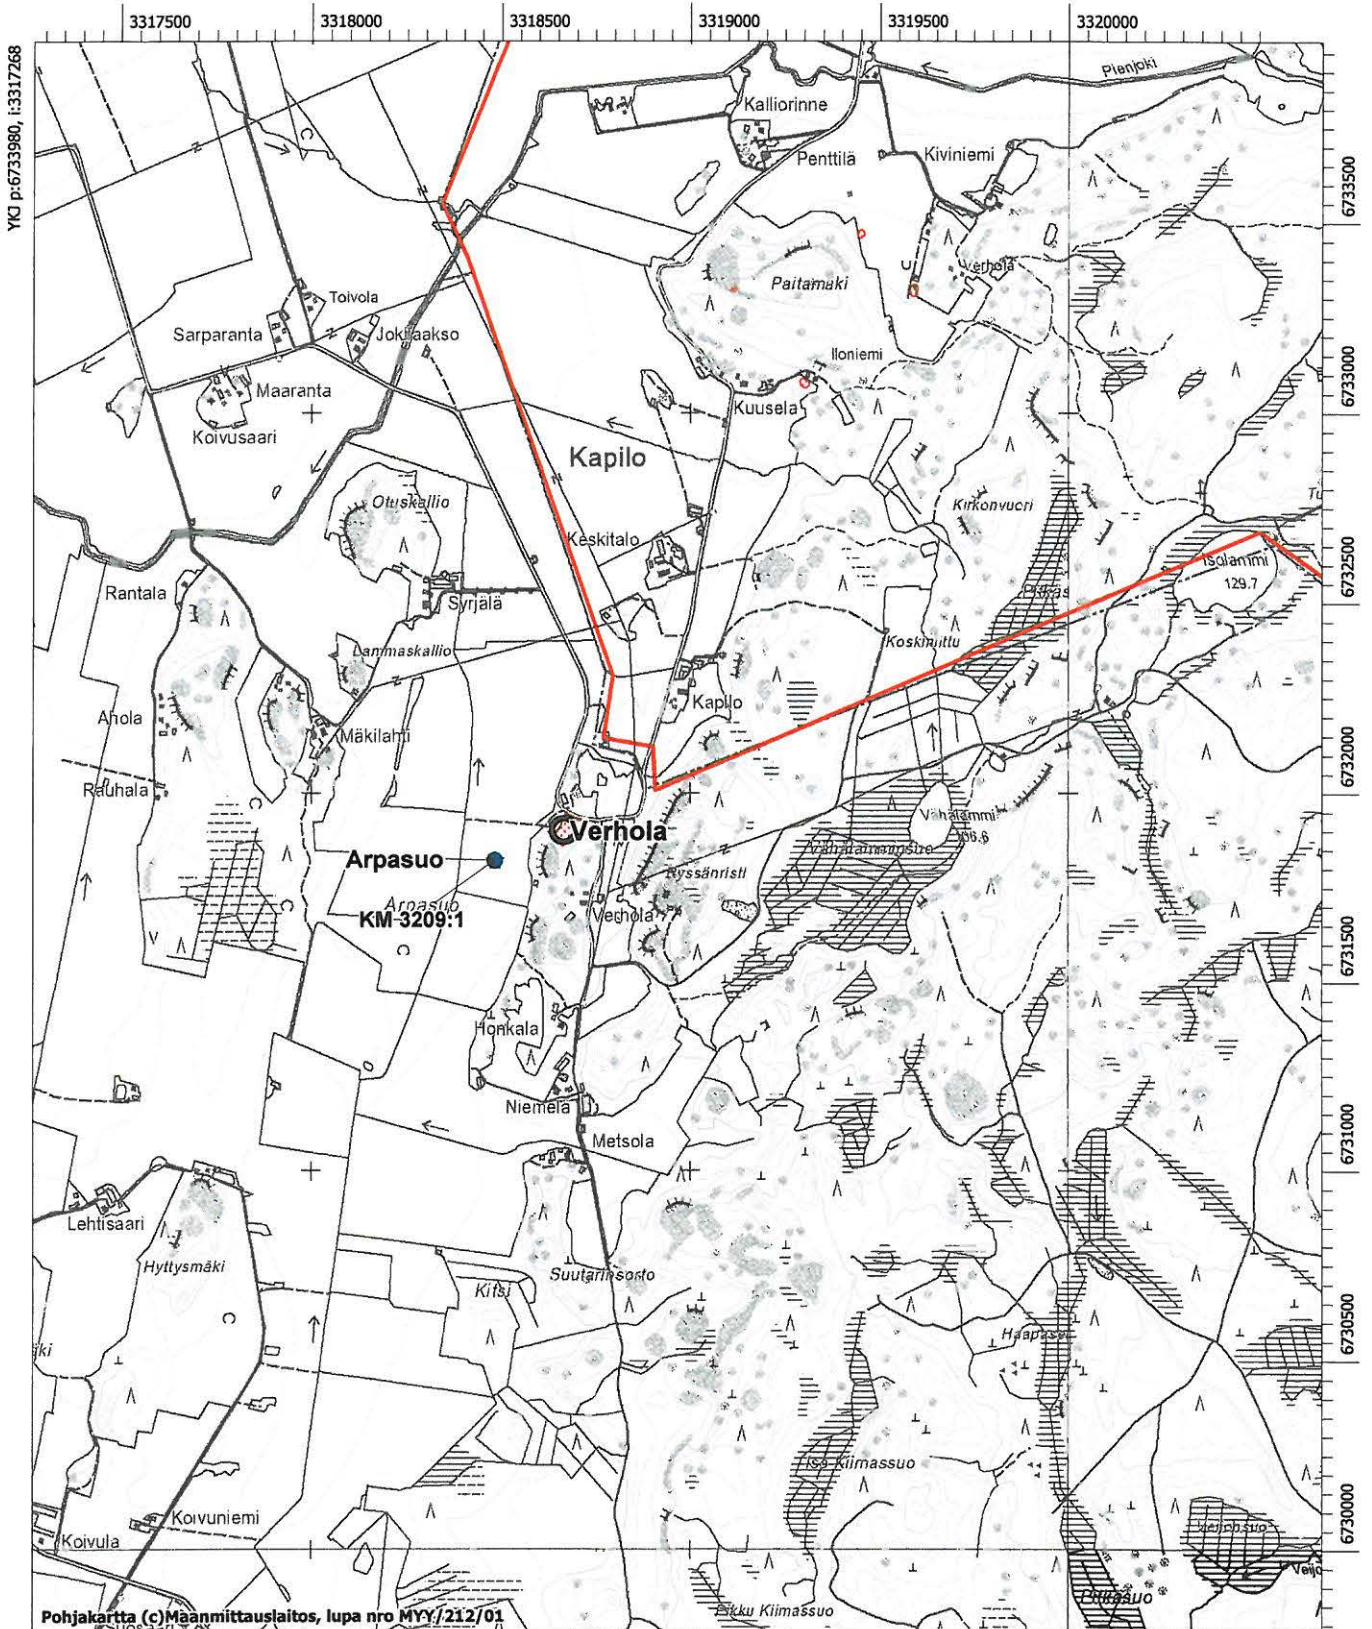 3317500
3318000
3318500
3319000
3319500
3320000
YKJ p:6733980, i:3317268
Pienjoki
Kalliorinne
Penttilä
Kiviniemi
6733500
Verhola
Paitamäki
Toivola
Sarparanta
Jokilaakso
Iloniemi
6733000
Maaranta
Kuusela
Koivusaari
Kapilo
Otuskallio
Kirkonvuori
Keskitalo
6732500
Isolammi
129.7
Rantala
Syrjälä
Koskinittu
Lammaskallio
Kapilo
Ahola
Mäkilahti
6732000
Rauhala
Vähälammi
Verhola
Vähälamminsuo
Arpasuo
Ryssänristi
Arpasuo
KM 3209:1
Verhola
6731500
Honkala
Niemelä
6731000
Metsola
Lehtisaari
Hyttysmäki
Suutarinsorto
Kitsi
6730500
Iso Kiimassuo
6730000
Koivuniemi
Koivula
Pitkäsuo
Pikku Kiimassuo
Pohjakartta (c)Maanmittauslaitos, lupa nro MYY/212/01